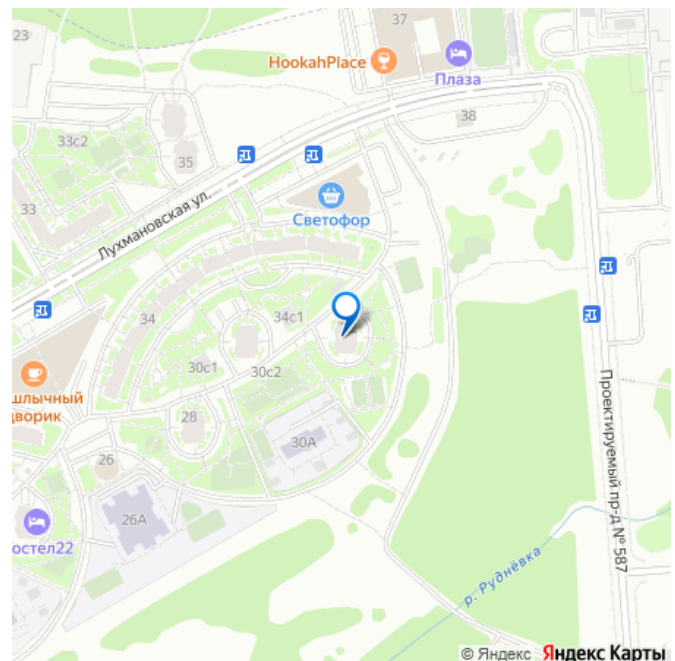 37
23
HookahPlace
Плаза
38
33с2
35
33
Лухмановская ул.
Светофор
34
34с1
30с1
30с2
шлычный
дворик
28
30А
26
26А
остел22
Проектируемый пр-д № 587
р. Руднёвка
© Яндекс Яндекс Карты